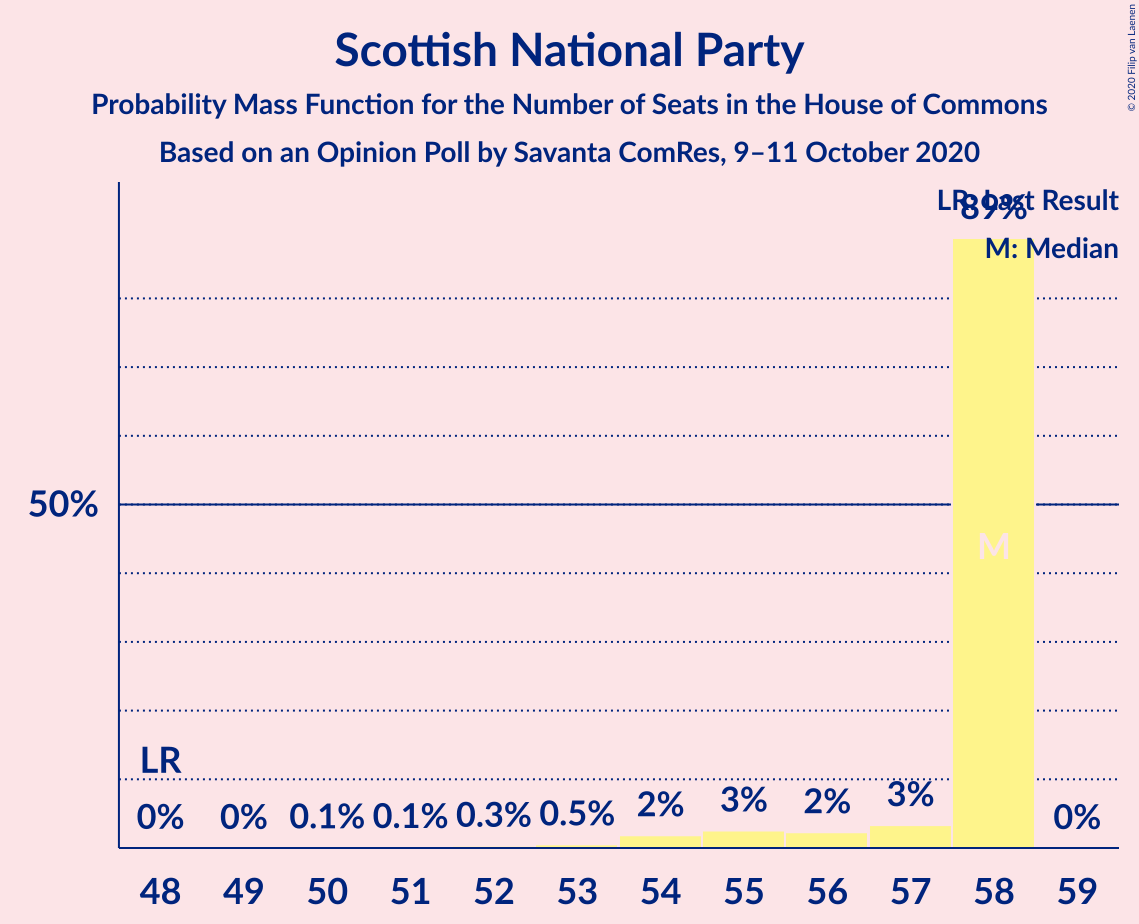 Scottish National Party
Probability Mass Function for the Number of Seats in the House of Commons
Based on an Opinion Poll by Savanta ComRes, 9–11 October 2020
© 2020 Filip van Laenen
LR: Last Result
89%
M: Median
50%
M
LR
0% 0% 0.1% 0.1% 0.3% 0.5% 2% 3% 2% 3% 0%
48 49 50 51 52 53 54 55 56 57 58 59